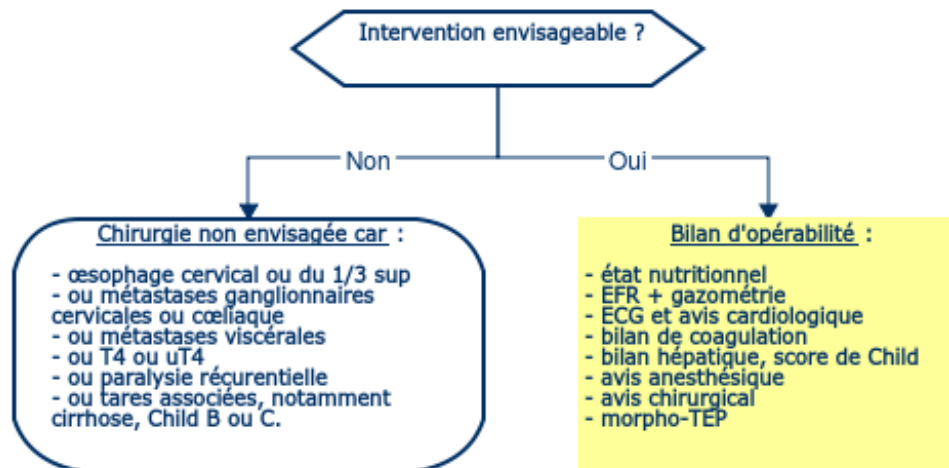 Intervention envisageable ?
Non
Oui
Chirurgie non envisagée car :
- œsophage cervical ou du 1/3 sup
- ou métastases ganglionnaires
cervicales ou cœliaque
- ou métastases viscérales
- ou T4 ou uT4
- ou paralysie récurentielle
- ou tares associées, notamment
cirrhose, Child B ou C.
Bilan d'opérabilité :
- état nutritionnel
- EFR + gazométrie
- ECG et avis cardiologique
- bilan de coagulation
- bilan hépatique, score de Child
- avis anesthésique
- avis chirurgical
- morpho-TEP